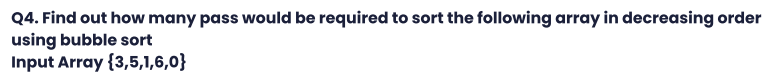 Q4. Find out how many pass would be required to sort the following array in decreasing order
using bubble sort
Input Array {3,5,1,6,0}